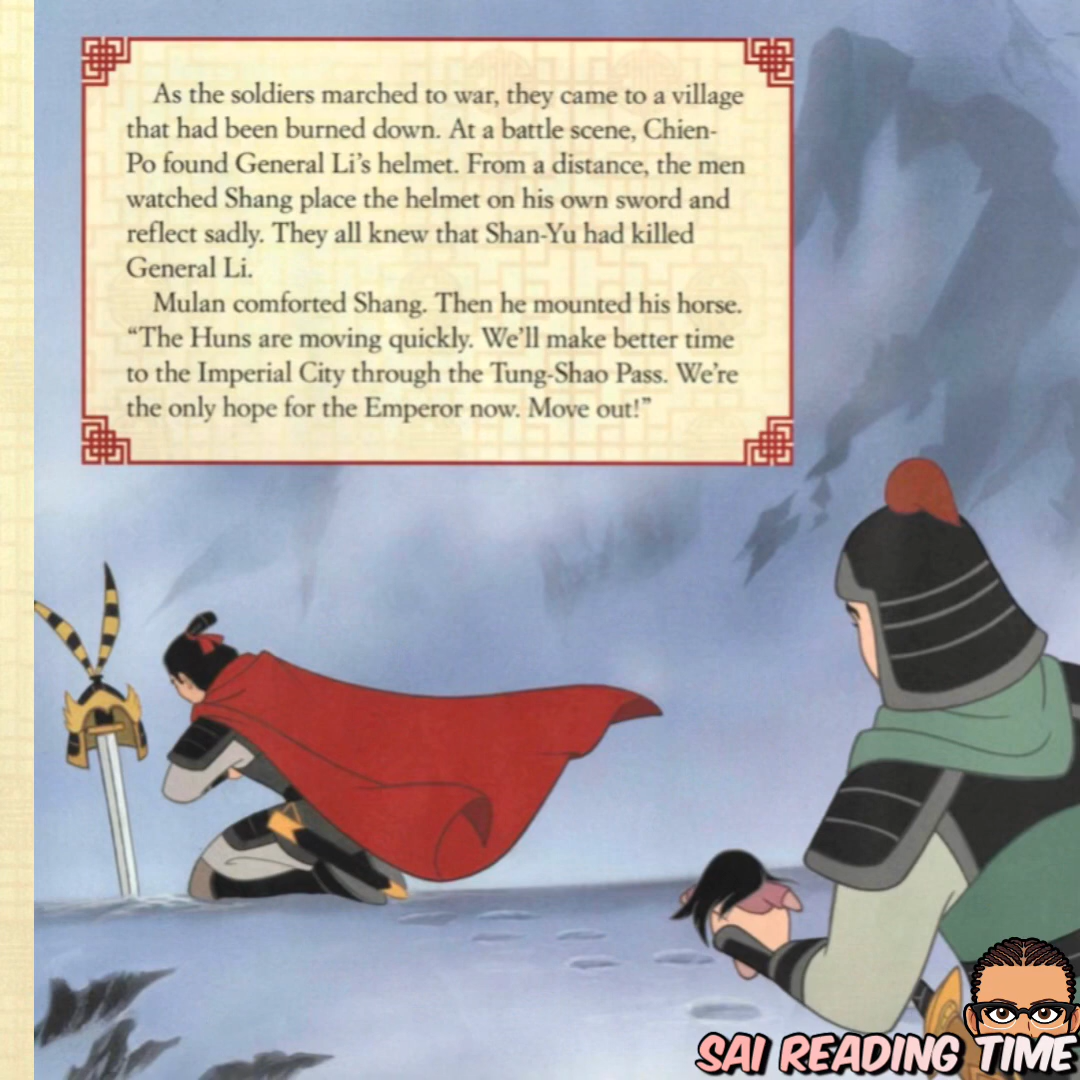 As the soldiers marched to war, they came to a village
that had been burned down. At a battle scene, Chien-
Po found General Li’s helmet. From a distance, the men
watched Shang place the helmet on his own sword and
reflect sadly. They all knew that Shan-Yu had killed
General Li.
Mulan comforted Shang. Then he mounted his horse.
“The Huns are moving quickly. We’ll make better time
to the Imperial City through the Tung-Shao Pass. We’re
the only hope for the Emperor now. Move out!”
SAI READING TIME